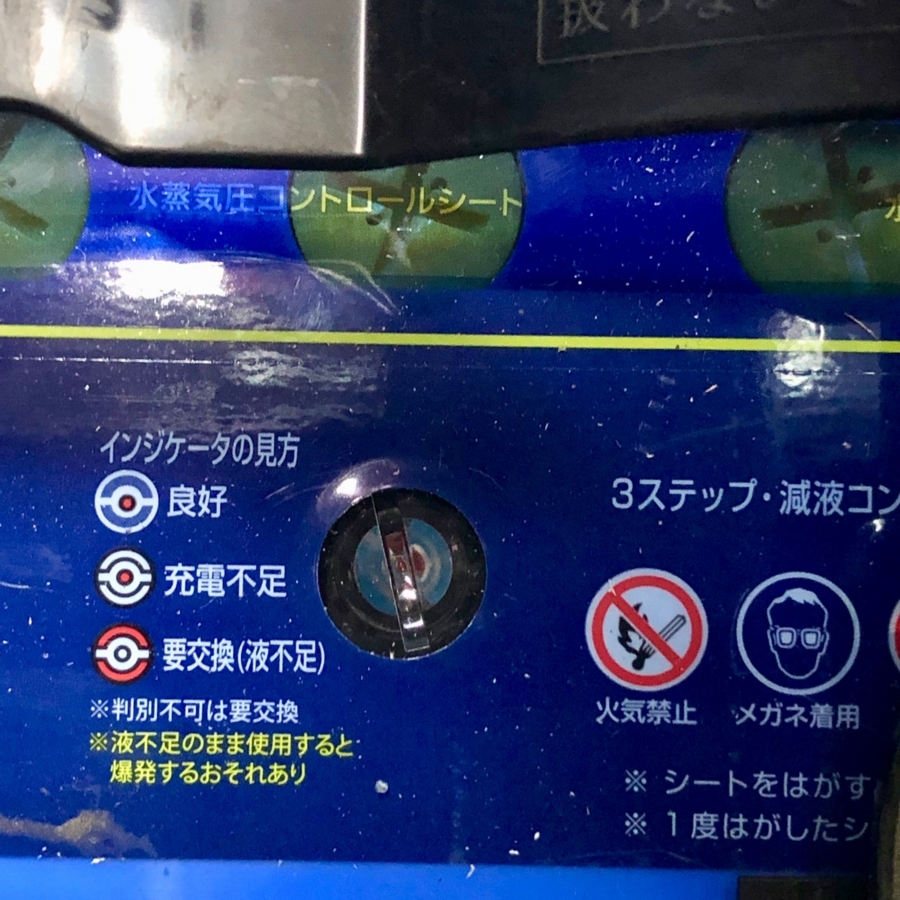 扱わない
水蒸気圧コントロールシート
インジケータの見方
良好
充電不足
要交換(液不足)
※判別不可は要交換
※液不足のまま使用すると
爆発するおそれあり
3ステップ・減液コン
火気禁止
メガネ着用
※ シートをはがす
※ 1度はがしたシ